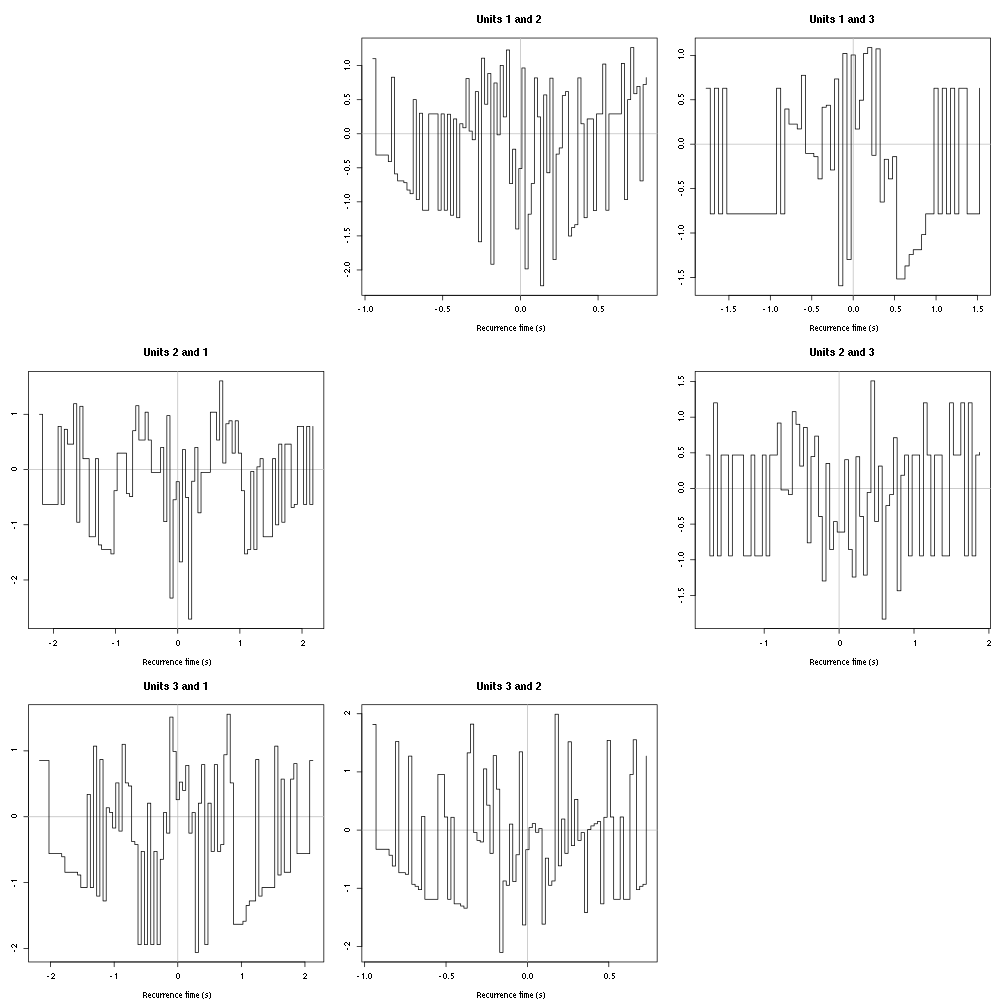 Units 1 and 2
Units 1 and 3
1.0
0.5
0.0
-0.5
-1.0
-1.5
-2.0
-1.0 -0.5 0.0 0.5
Recurrence time (s)
1.0
0.5
0.0
-0.5
-1.0
-1.5
-1.5 -1.0 -0.5 0.0 0.5 1.0 1.5
Recurrence time (s)
Units 2 and 1
Units 2 and 3
1
0
-1
-2
-2 -1 0 1 2
Recurrence time (s)
1.5
1.0
0.5
0.0
-0.5
-1.0
-1.5
-1 0 1 2
Recurrence time (s)
Units 3 and 1
Units 3 and 2
1
0
-1
-2
-2 -1 0 1 2
Recurrence time (s)
2
1
0
-1
-2
-1.0 -0.5 0.0 0.5
Recurrence time (s)